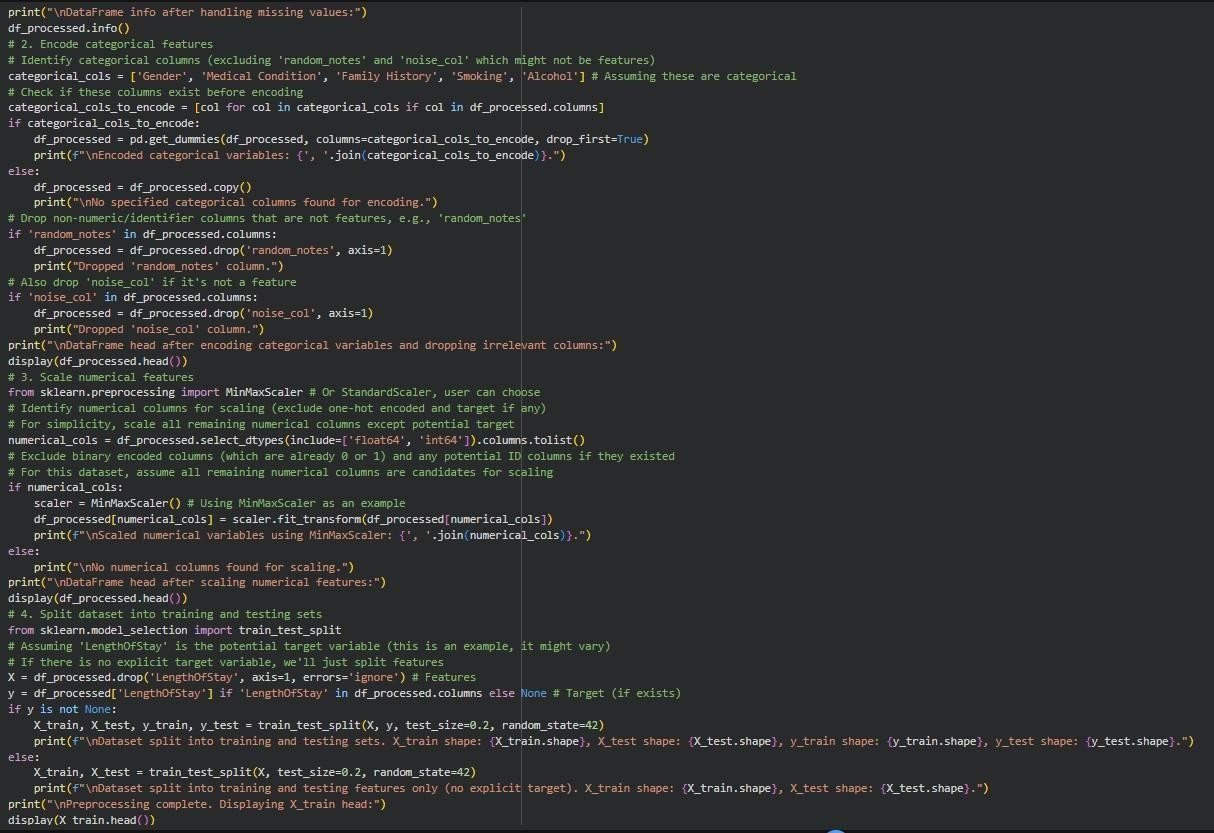 print("\nDataFrame info after handling missing values:")
df_processed.info()
# 2. Encode categorical features
# Identify categorical columns (excluding 'random_notes' and 'noise_col' which might not be features)
categorical_cols = ['Gender', 'Medical Condition', 'Family History', 'Smoking', 'Alcohol'] # Assuming these are categorical
# Check if these columns exist before encoding
categorical_cols_to_encode = [col for col in categorical_cols if col in df_processed.columns]
if categorical_cols_to_encode:
    df_processed = pd.get_dummies(df_processed, columns=categorical_cols_to_encode, drop_first=True)
    print(f"\nEncoded categorical variables: {', '.join(categorical_cols_to_encode)}.")
else:
    df_processed = df_processed.copy()
    print("\nNo specified categorical columns found for encoding.")
# Drop non-numeric/identifier columns that are not features, e.g., 'random_notes'
if 'random_notes' in df_processed.columns:
    df_processed = df_processed.drop('random_notes', axis=1)
    print("Dropped 'random_notes' column.")
# Also drop 'noise_col' if it's not a feature
if 'noise_col' in df_processed.columns:
    df_processed = df_processed.drop('noise_col', axis=1)
    print("Dropped 'noise_col' column.")
print("\nDataFrame head after encoding categorical variables and dropping irrelevant columns:")
display(df_processed.head())
# 3. Scale numerical features
from sklearn.preprocessing import MinMaxScaler # Or StandardScaler, user can choose
# Identify numerical columns for scaling (exclude one-hot encoded and target if any)
# For simplicity, scale all remaining numerical columns except potential target
numerical_cols = df_processed.select_dtypes(include=['float64', 'int64']).columns.tolist()
# Exclude binary encoded columns (which are already 0 or 1) and any potential ID columns if they existed
# For this dataset, assume all remaining numerical columns are candidates for scaling
if numerical_cols:
    scaler = MinMaxScaler() # Using MinMaxScaler as an example
    df_processed[numerical_cols] = scaler.fit_transform(df_processed[numerical_cols])
    print(f"\nScaled numerical variables using MinMaxScaler: {', '.join(numerical_cols)}.")
else:
    print("\nNo numerical columns found for scaling.")
print("\nDataFrame head after scaling numerical features:")
display(df_processed.head())
# 4. Split dataset into training and testing sets
from sklearn.model_selection import train_test_split
# Assuming 'LengthOfStay' is the potential target variable (this is an example, it might vary)
# If there is no explicit target variable, we'll just split features
X = df_processed.drop('LengthOfStay', axis=1, errors='ignore') # Features
y = df_processed['LengthOfStay'] if 'LengthOfStay' in df_processed.columns else None # Target (if exists)
if y is not None:
    X_train, X_test, y_train, y_test = train_test_split(X, y, test_size=0.2, random_state=42)
    print(f"\nDataset split into training and testing sets. X_train shape: {X_train.shape}, X_test shape: {X_test.shape}, y_train shape: {y_train.shape}, y_test shape: {y_test.shape}.")
else:
    X_train, X_test = train_test_split(X, test_size=0.2, random_state=42)
    print(f"\nDataset split into training and testing features only (no explicit target). X_train shape: {X_train.shape}, X_test shape: {X_test.shape}.")
print("\nPreprocessing complete. Displaying X_train head:")
display(X_train.head())